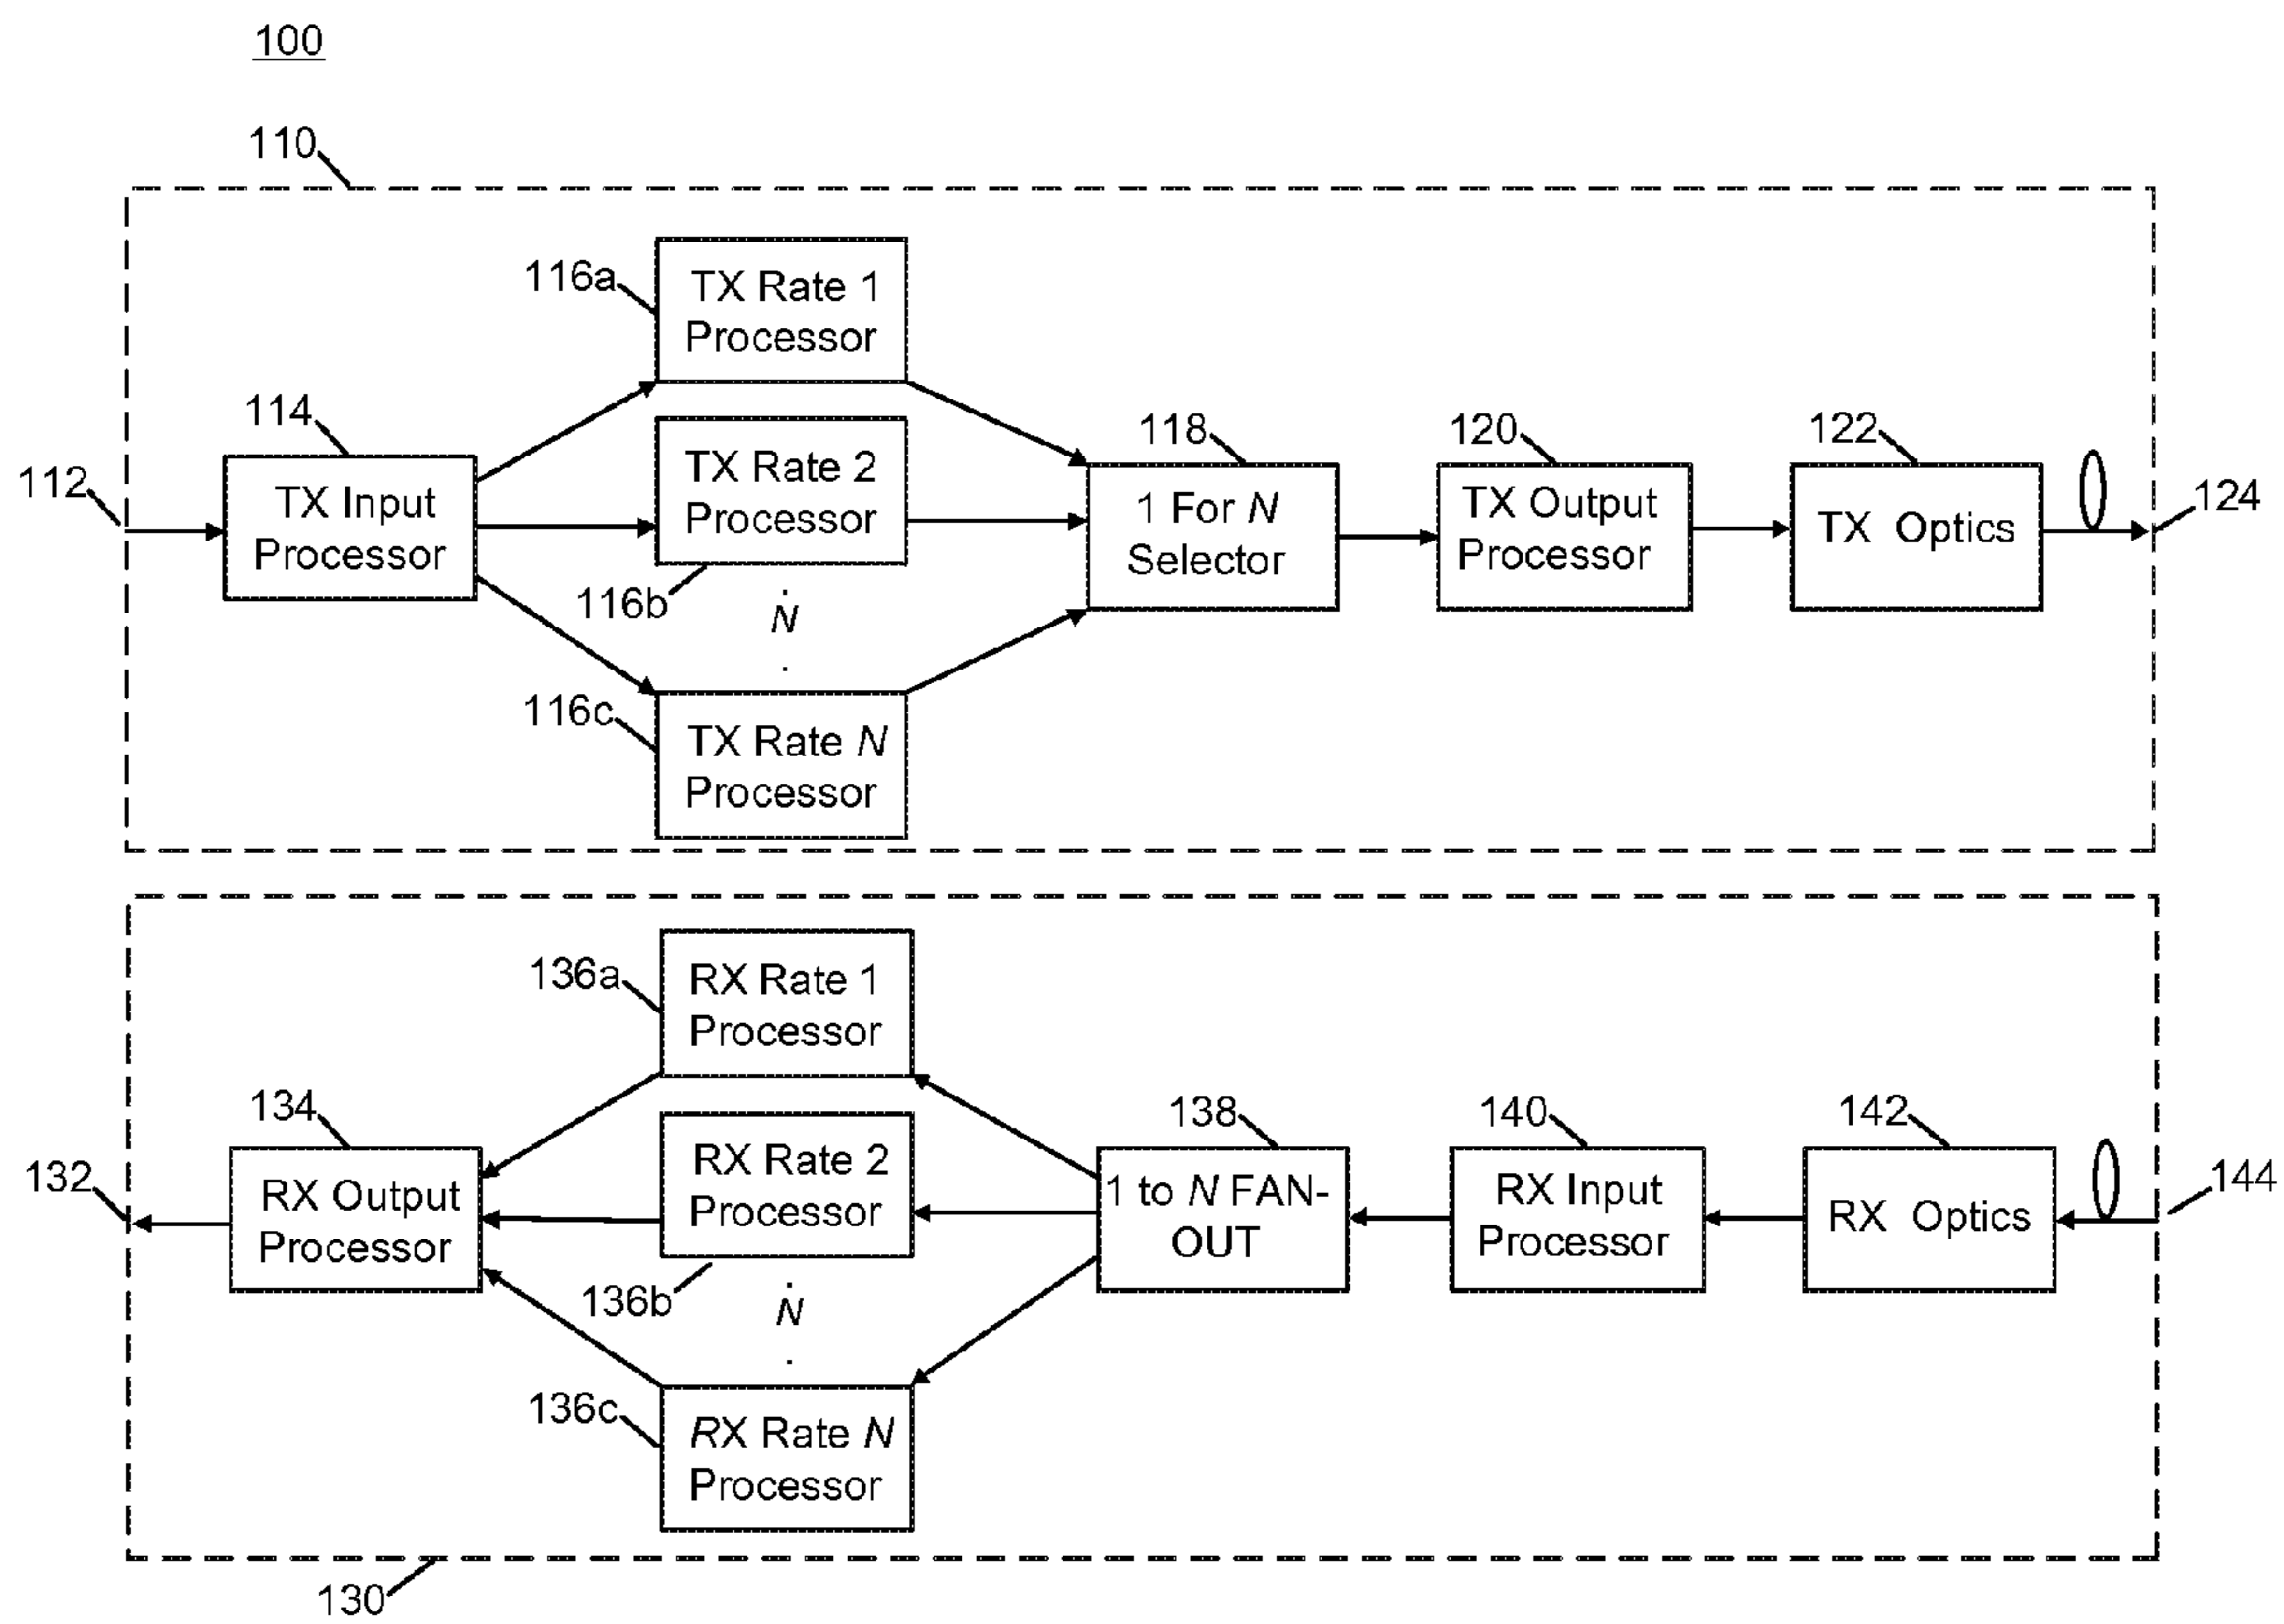 100
110
116a
TX Rate 1
Processor
114
TX Input
Processor
112
TX Rate 2
Processor
116b
N
116c
TX Rate N
Processor
118
1 For N
Selector
120
TX Output
Processor
122
TX Optics
124
136a
RX Rate 1
Processor
134
RX Output
Processor
132
RX Rate 2
Processor
136b
N
136c
RX Rate N
Processor
138
1 to N FAN-
OUT
140
RX Input
Processor
142
RX Optics
144
130